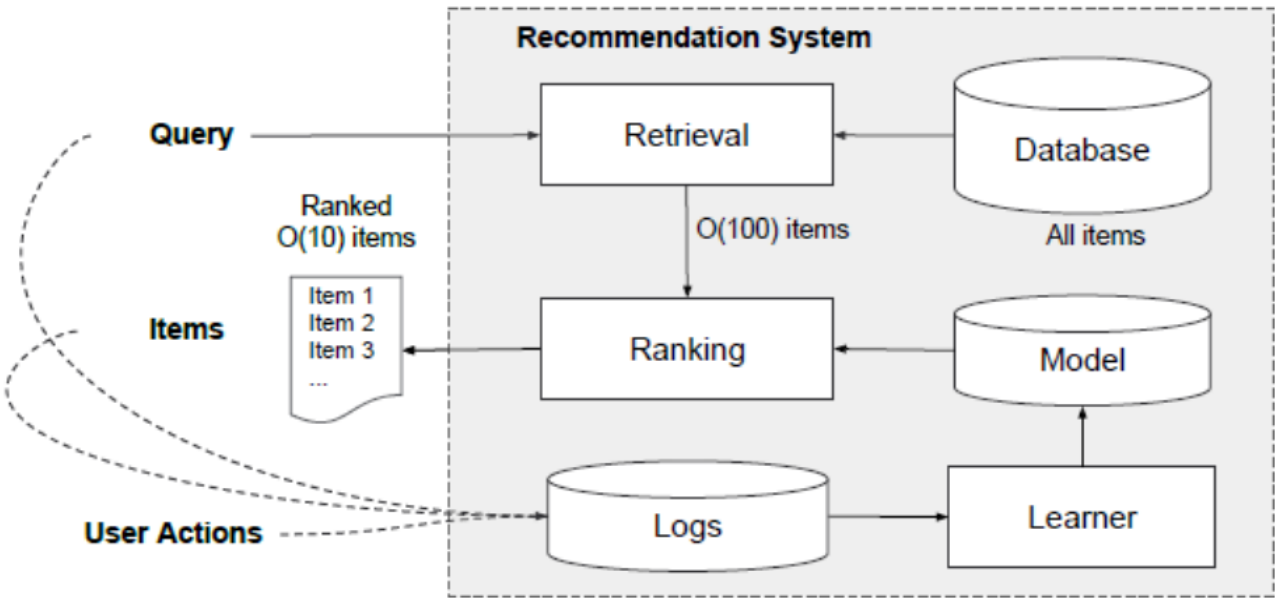 Recommendation System
Query
Retrieval
Database
Ranked
O(10) items
O(100) items
All items
Items
Item 1
Item 2
Item 3
...
Ranking
Model
User Actions
Logs
Learner